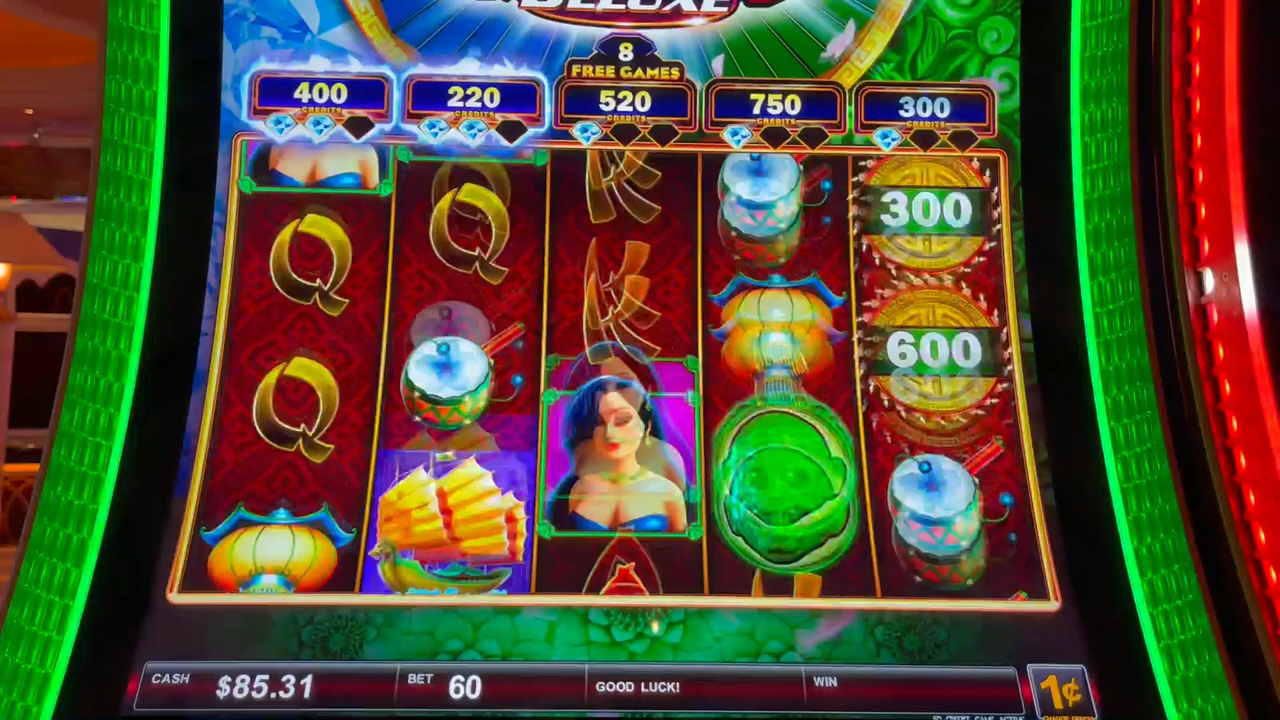 DELUXE
8
FREE GAMES
400
CREDITS
220
CREDITS
520
CREDITS
750
CREDITS
300
CREDITS
Q
Q
K
300
K
600
Q
CASH $85.31
BET 60
GOOD LUCK!
WIN
1¢